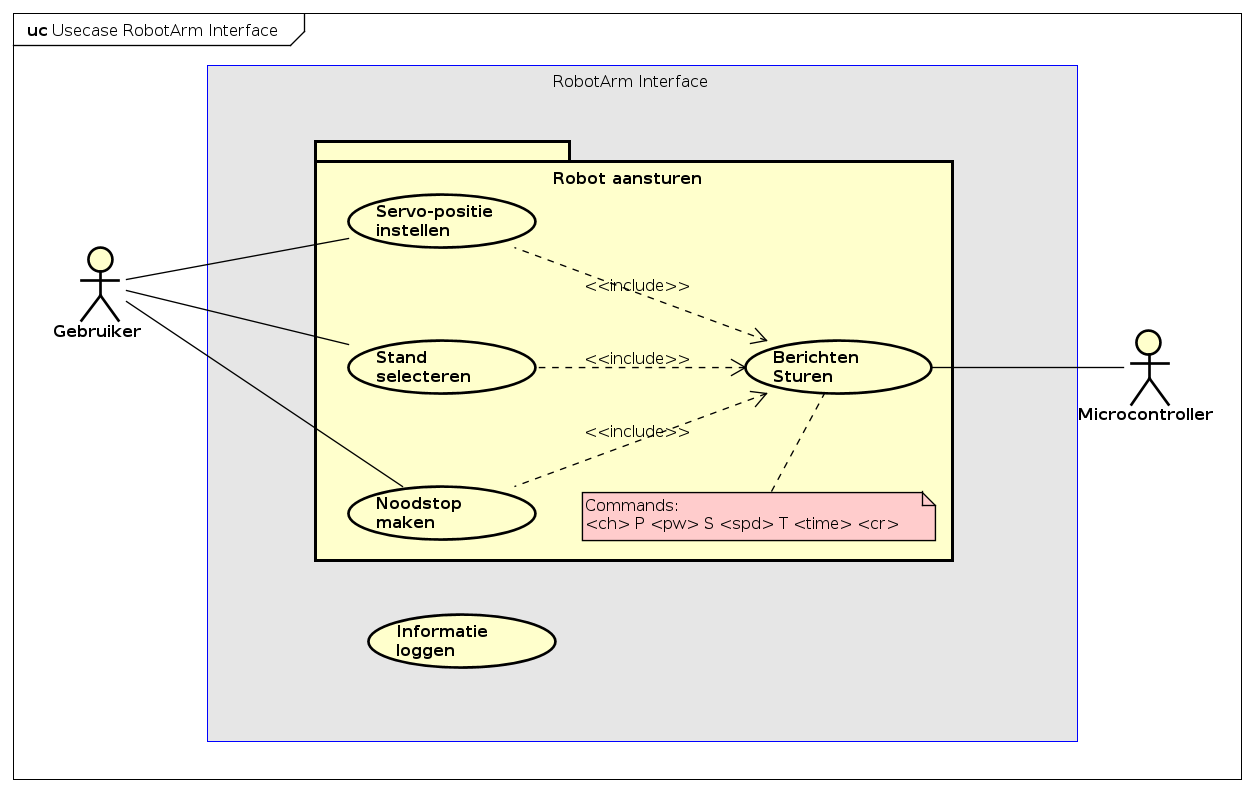 uc Usecase RobotArm Interface
RobotArm Interface
Robot aansturen
Servo-positie
instellen
<<include>>
Gebruiker
Stand
selecteren
<<include>>
Berichten
Sturen
Microcontroller
<<include>>
Noodstop
maken
Commands:
<ch> P <pw> S <spd> T <time> <cr>
Informatie
loggen